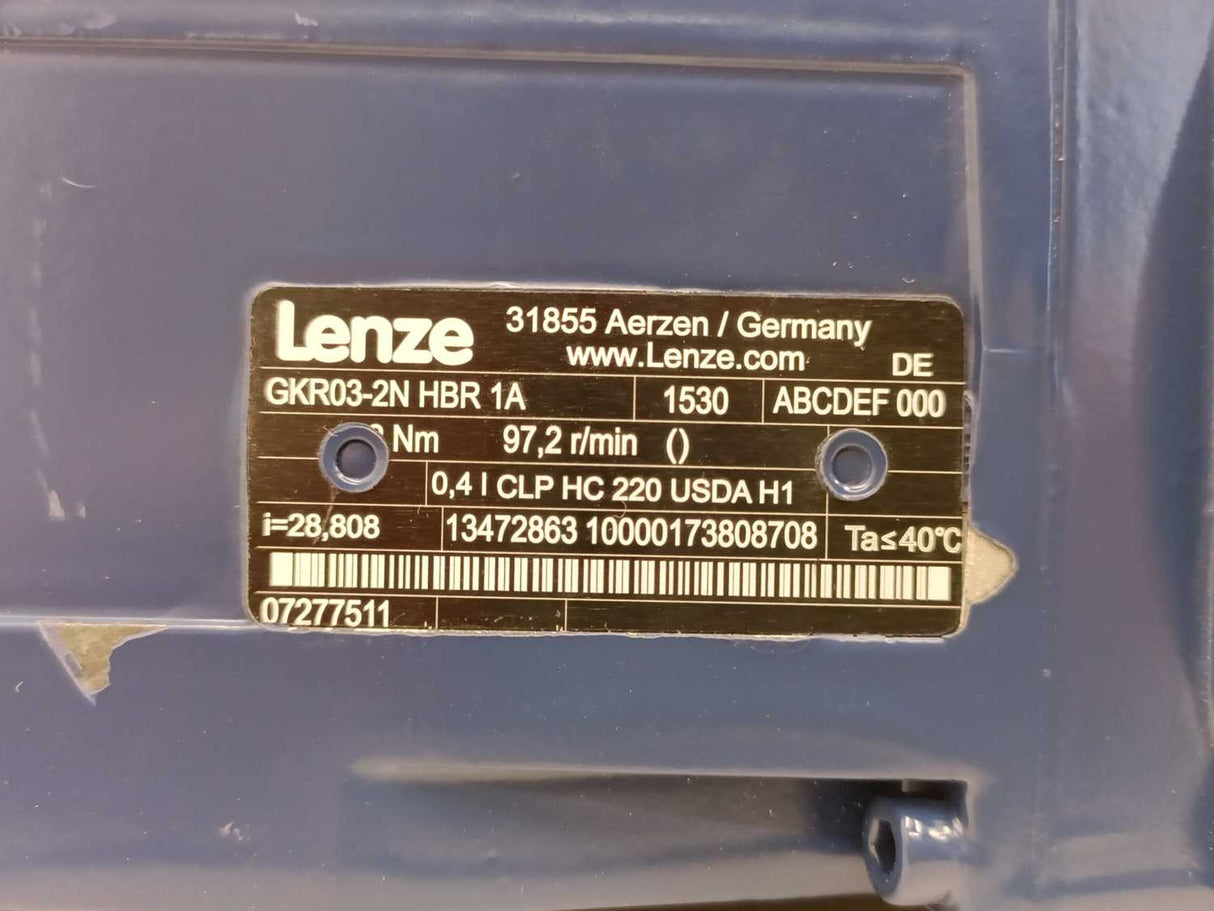 Lenze
31855 Aerzen / Germany
www.Lenze.com
DE
GKR03-2N HBR 1A 1530 ABCDEF 000
Nm 97,2 r/min ()
0,4 l CLP HC 220 USDA H1
i=28,808 13472863 10000173808708 Ta≤40°C
07277511